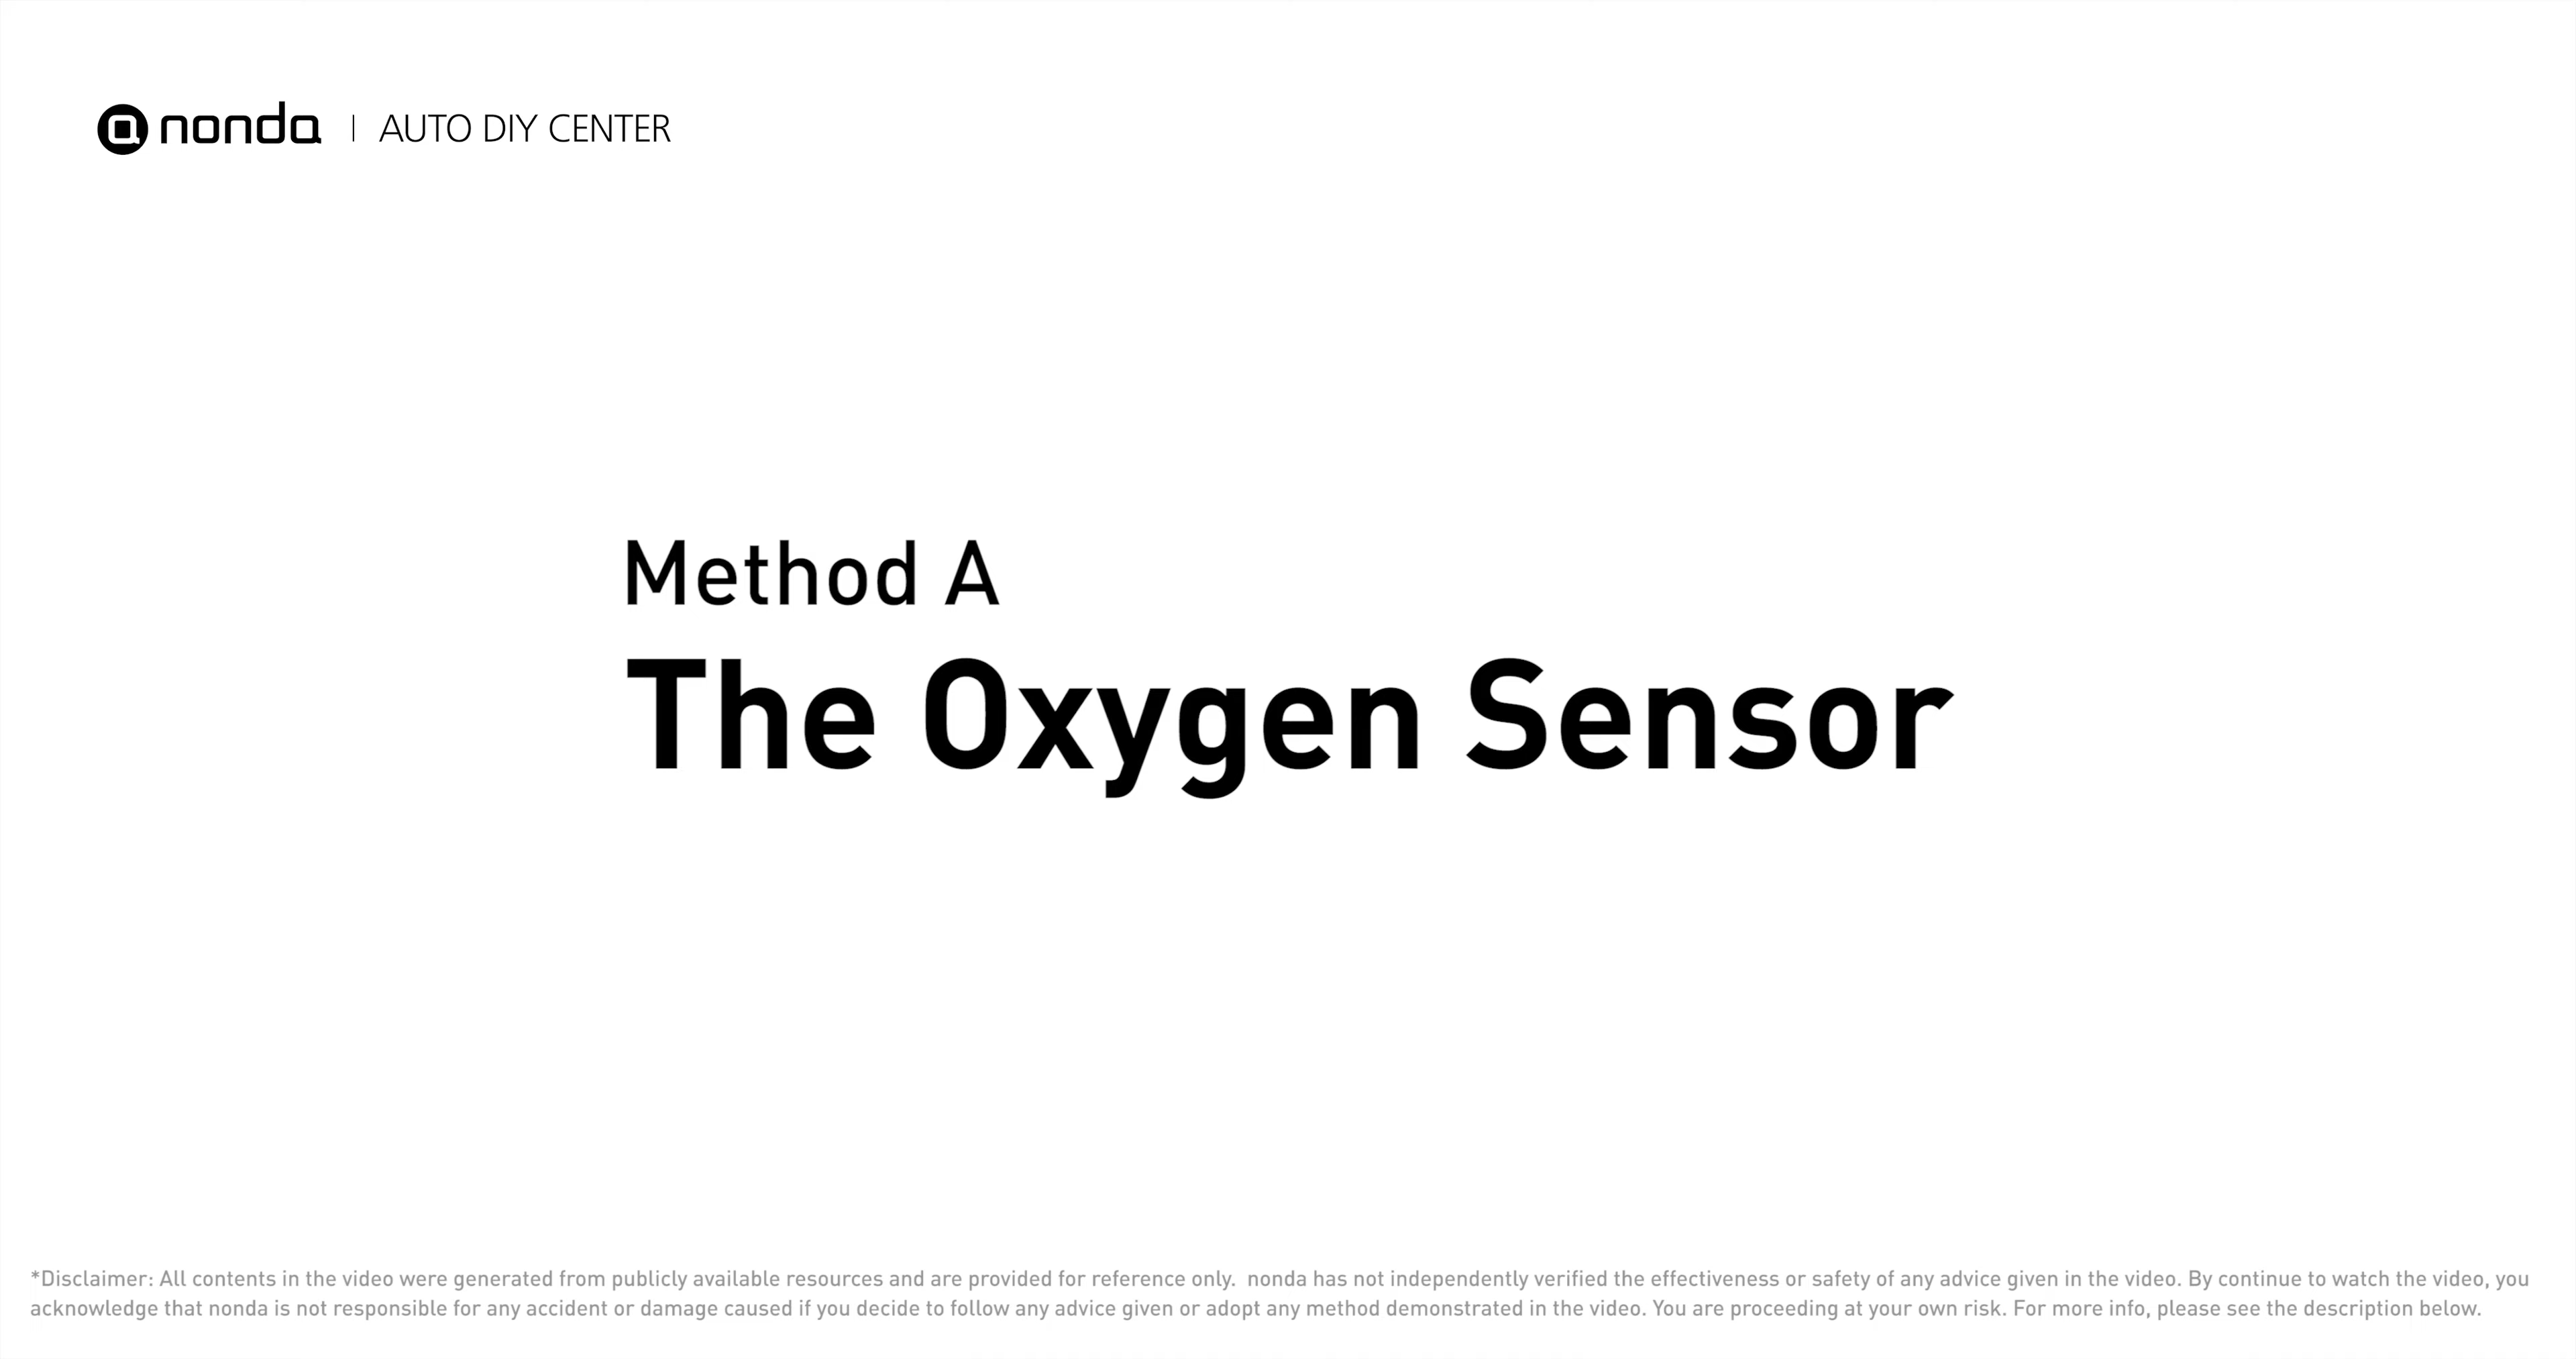 nonda | AUTO DIY CENTER
Method A
The Oxygen Sensor
*Disclaimer: All contents in the video were generated from publicly available resources and are provided for reference only.  nonda has not independently verified the effectiveness or safety of any advice given in the video. By continue to watch the video, you
acknowledge that nonda is not responsible for any accident or damage caused if you decide to follow any advice given or adopt any method demonstrated in the video. You are proceeding at your own risk. For more info, please see the description below.